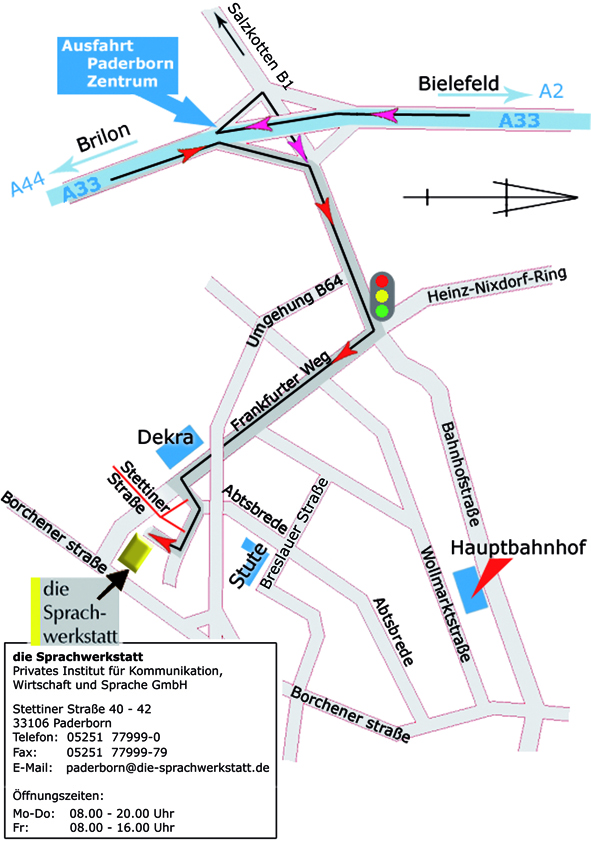 Salzkotten B1
Ausfahrt
Paderborn
Zentrum
Bielefeld
A2
A33
Brilon
A44
A33
Heinz-Nixdorf-Ring
Umgehung B64
Frankfurter Weg
Dekra
Stettiner
Straße
Bahnhofstraße
Abtsbrede
Breslauer Straße
Borchener straße
Stute
Hauptbahnhof
Wollmarktstraße
Abtsbrede
die
Sprach-
werkstatt
Borchener straße
die Sprachwerkstatt
Privates Institut für Kommunikation,
Wirtschaft und Sprache GmbH
Stettiner Straße 40 - 42
33106 Paderborn
Telefon: 05251 77999-0
Fax: 05251 77999-79
E-Mail: paderborn@die-sprachwerkstatt.de
Öffnungszeiten:
Mo-Do: 08.00 - 20.00 Uhr
Fr: 08.00 - 16.00 Uhr